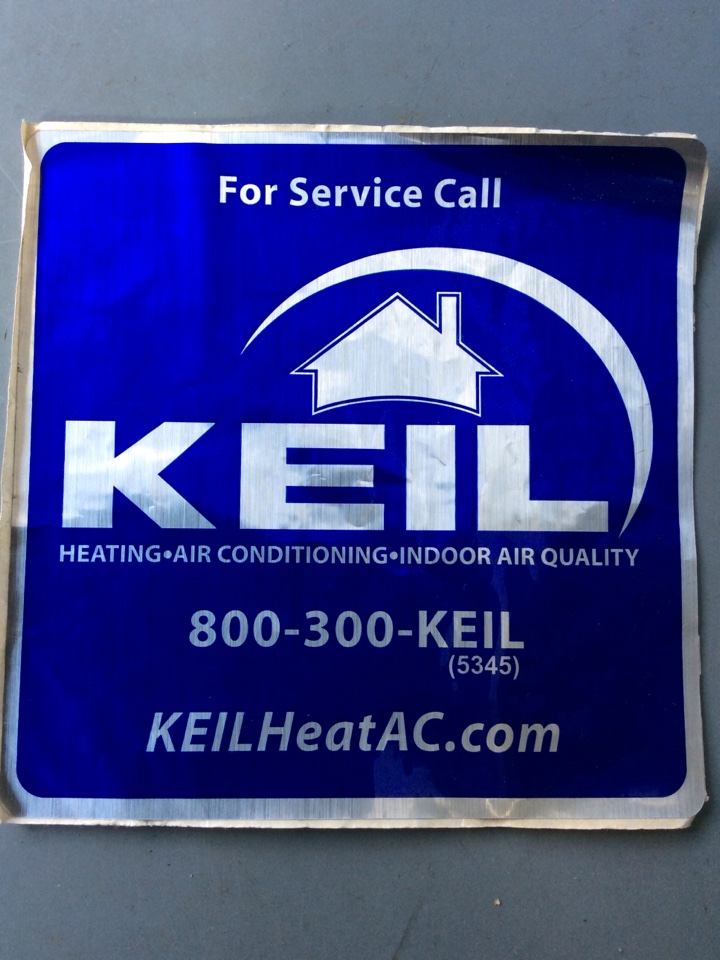 For Service Call
KEIL
HEATING•AIR CONDITIONING•INDOOR AIR QUALITY
800-300-KEIL
(5345)
KEILHeatAC.com